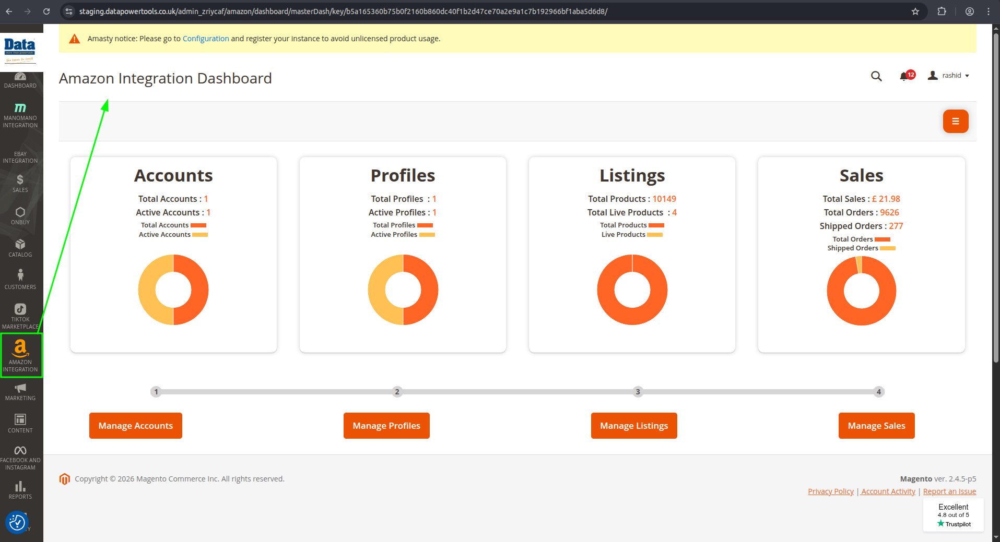 staging.datapowertools.co.uk/admin_zriycaf/amazon/dashboard/masterDash/key/b5a165360b75b0f2160b860dc40f1b2d47ce70a2e9a1c7b192966bf1aba5d6d8/
Amasty notice: Please go to Configuration and register your instance to avoid unlicensed product usage.
Data
more than powertools
the team to trust
Amazon Integration Dashboard
12
rashid
DASHBOARD
MANOMANO
INTEGRATION
EBAY
INTEGRATION
SALES
ONBUY
CATALOG
CUSTOMERS
TIKTOK
MARKETPLACE
AMAZON
INTEGRATION
MARKETING
CONTENT
FACEBOOK AND
INSTAGRAM
REPORTS
Accounts
Total Accounts : 1
Active Accounts : 1
Total Accounts
Active Accounts
Profiles
Total Profiles : 1
Active Profiles : 1
Total Profiles
Active Profiles
Listings
Total Products : 10149
Total Live Products : 4
Total Products
Live Products
Sales
Total Sales : £ 21.98
Total Orders : 9626
Shipped Orders : 277
Total Orders
Shipped Orders
1 2 3 4
Manage Accounts
Manage Profiles
Manage Listings
Manage Sales
Copyright © 2026 Magento Commerce Inc. All rights reserved.
Magento ver. 2.4.5-p5
Privacy Policy | Account Activity | Report an Issue
Excellent
4.8 out of 5
Trustpilot